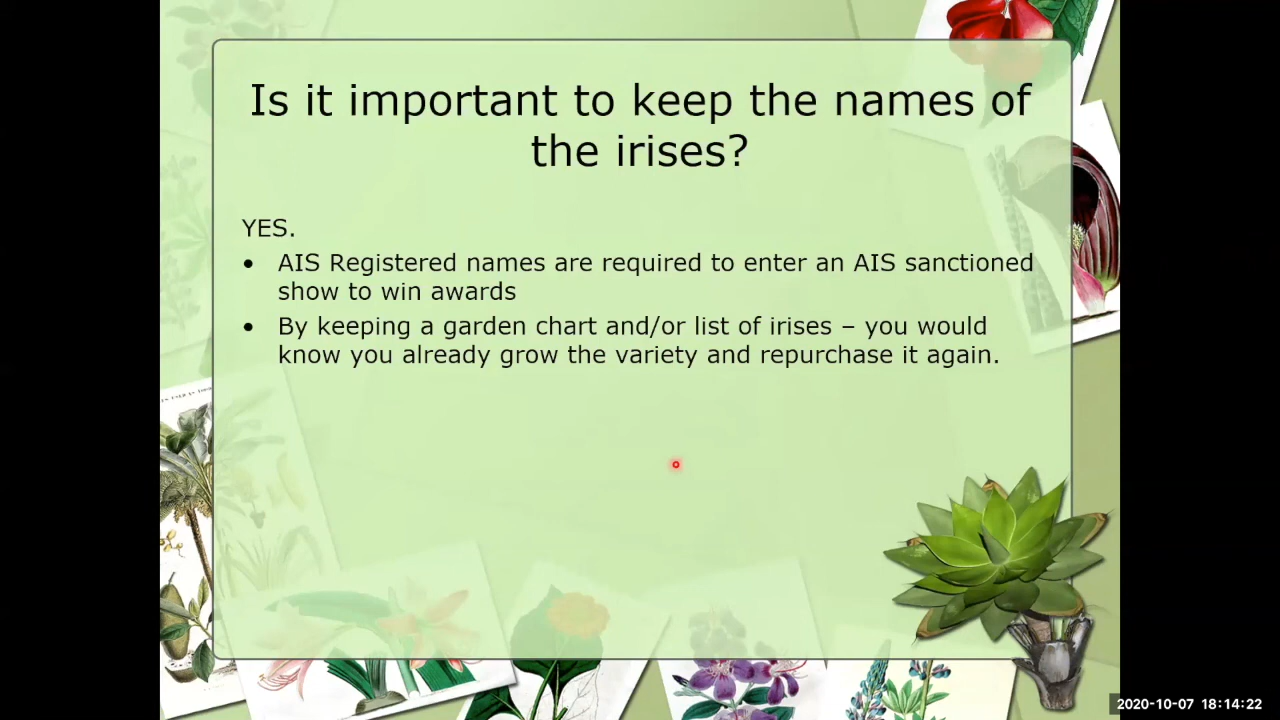 Is it important to keep the names of
the irises?
YES.
• AIS Registered names are required to enter an AIS sanctioned
show to win awards
• By keeping a garden chart and/or list of irises – you would
know you already grow the variety and repurchase it again.
2020-10-07 18:14:22